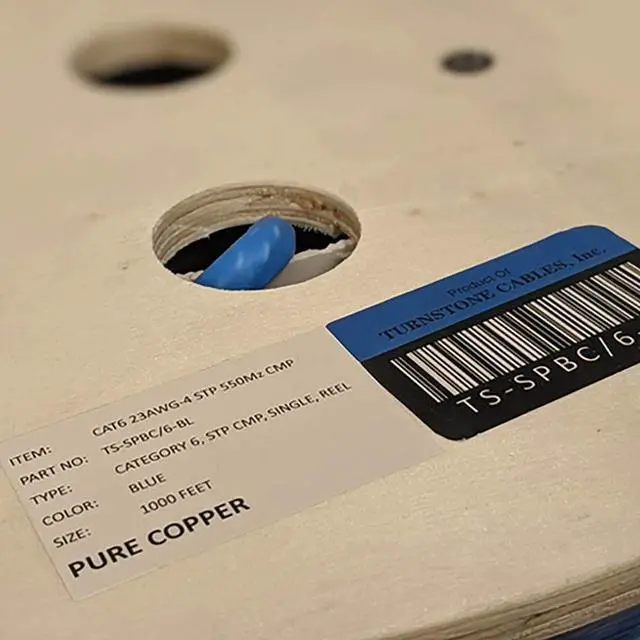 Product Of
TURNSTONE CABLES, Inc.
TS-SPBC/6-
ITEM: CAT6 23AWG-4 STP 550Mz CMP
PART NO: TS-SPBC/6-BL
TYPE: CATEGORY 6, STP CMP, SINGLE, REEL
COLOR: BLUE
SIZE: 1000 FEET
PURE COPPER